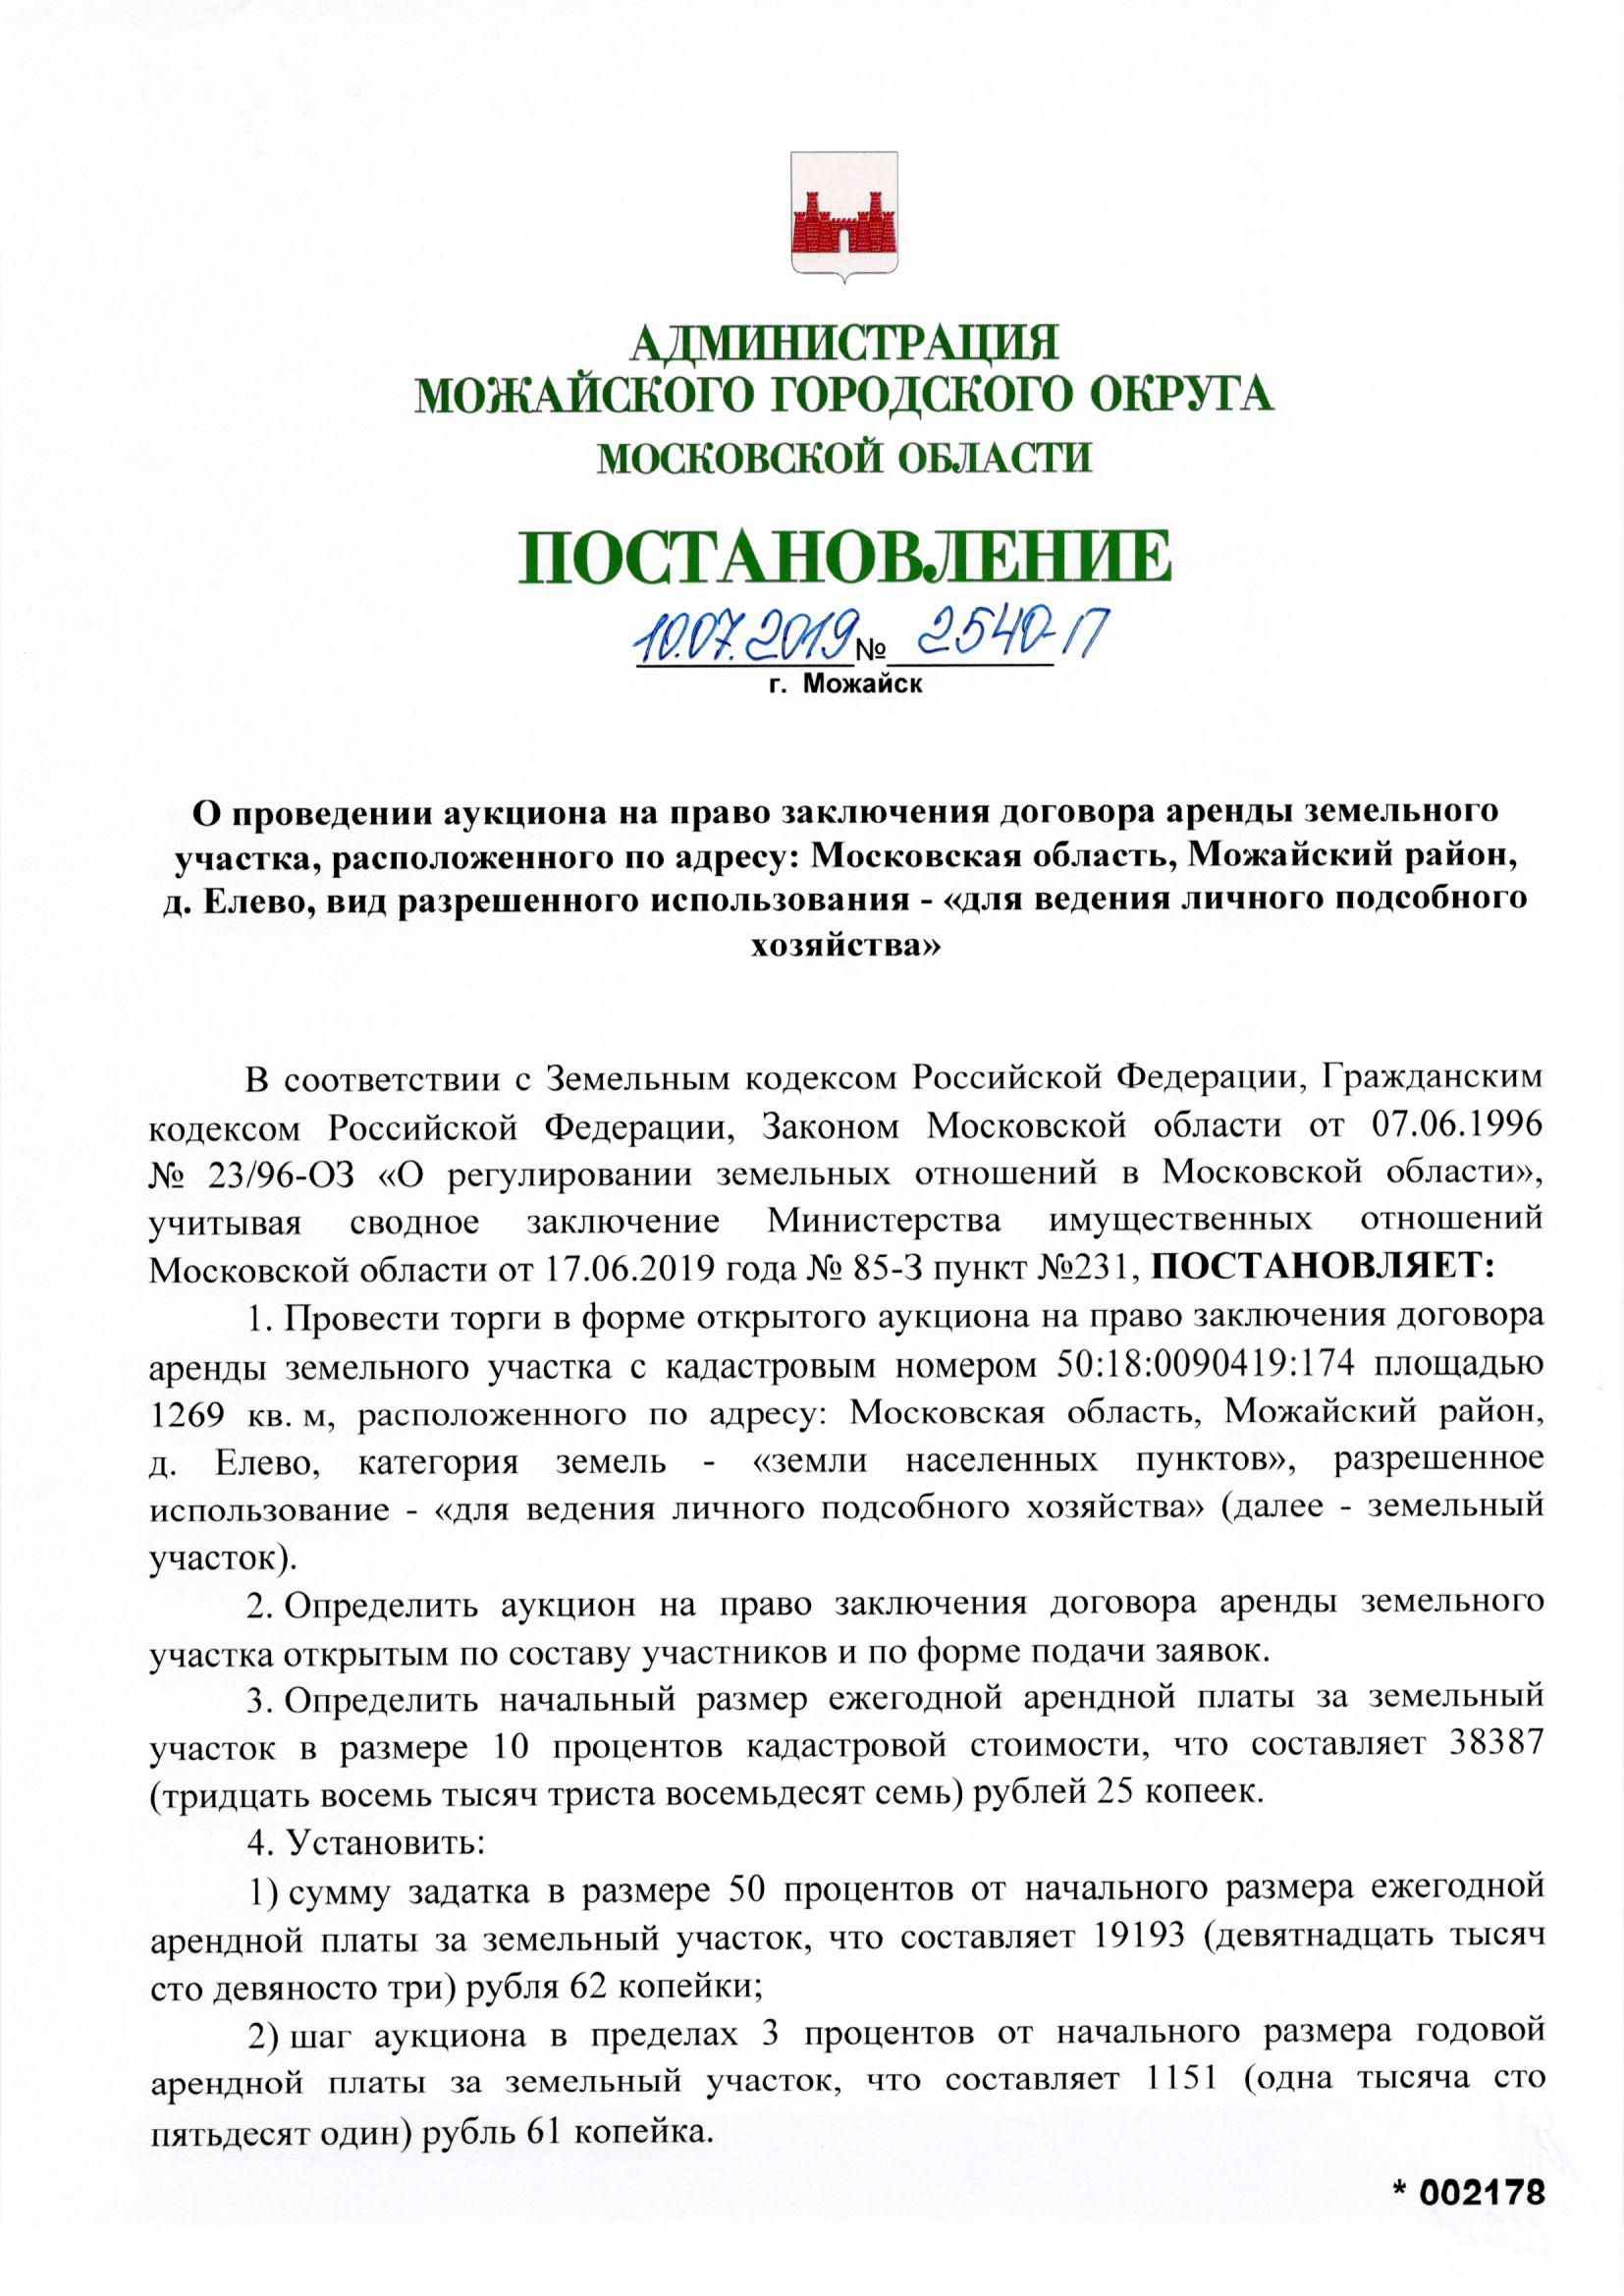 АДМИНИСТРАЦИЯ
МОЖАЙСКОГО ГОРОДСКОГО ОКРУГА
МОСКОВСКОЙ ОБЛАСТИ
ПОСТАНОВЛЕНИЕ
10.07.2019 № 2540-П
г. Можайск
О проведении аукциона на право заключения договора аренды земельного
участка, расположенного по адресу: Московская область, Можайский район,
д. Елево, вид разрешенного использования - «для ведения личного подсобного
хозяйства»
В соответствии с Земельным кодексом Российской Федерации, Гражданским
кодексом Российской Федерации, Законом Московской области от 07.06.1996
№ 23/96-ОЗ «О регулировании земельных отношений в Московской области»,
учитывая сводное заключение Министерства имущественных отношений
Московской области от 17.06.2019 года № 85-З пункт №231, ПОСТАНОВЛЯЕТ:
1. Провести торги в форме открытого аукциона на право заключения договора
аренды земельного участка с кадастровым номером 50:18:0090419:174 площадью
1269 кв. м, расположенного по адресу: Московская область, Можайский район,
д. Елево, категория земель - «земли населенных пунктов», разрешенное
использование - «для ведения личного подсобного хозяйства» (далее - земельный
участок).
2. Определить аукцион на право заключения договора аренды земельного
участка открытым по составу участников и по форме подачи заявок.
3. Определить начальный размер ежегодной арендной платы за земельный
участок в размере 10 процентов кадастровой стоимости, что составляет 38387
(тридцать восемь тысяч триста восемьдесят семь) рублей 25 копеек.
4. Установить:
1) сумму задатка в размере 50 процентов от начального размера ежегодной
арендной платы за земельный участок, что составляет 19193 (девятнадцать тысяч
сто девяносто три) рубля 62 копейки;
2) шаг аукциона в пределах 3 процентов от начального размера годовой
арендной платы за земельный участок, что составляет 1151 (одна тысяча сто
пятьдесят один) рубль 61 копейка.
* 002178